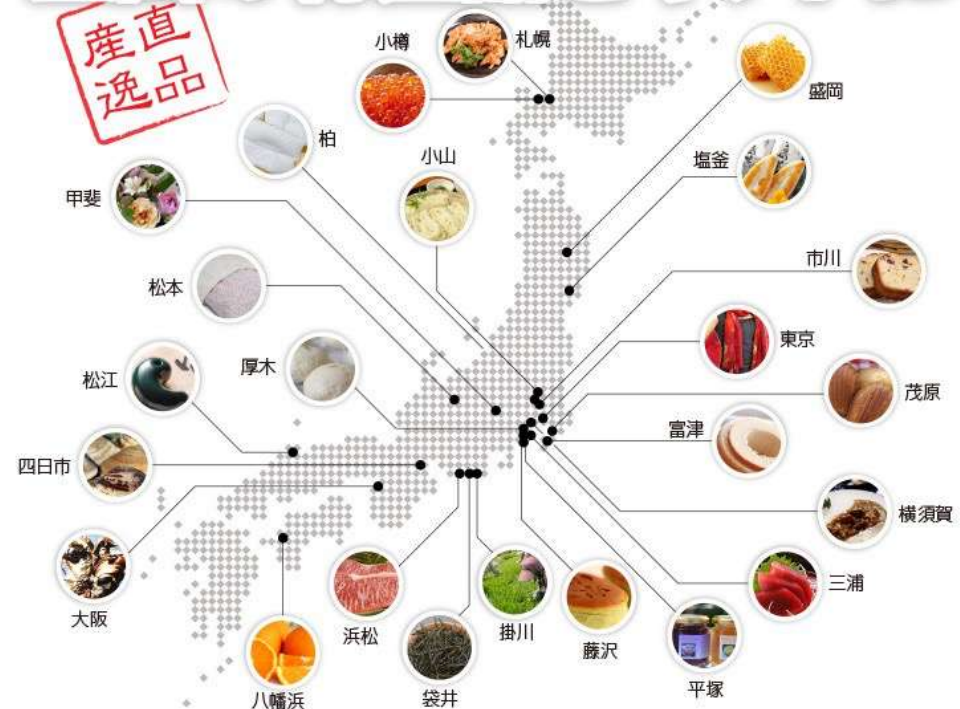 産直
逸品
小樽
札幌
盛岡
柏
小山
塩釜
甲斐
市川
松本
東京
松江
厚木
茂原
富津
四日市
横須賀
大阪
三浦
浜松
掛川
藤沢
平塚
八幡浜
袋井